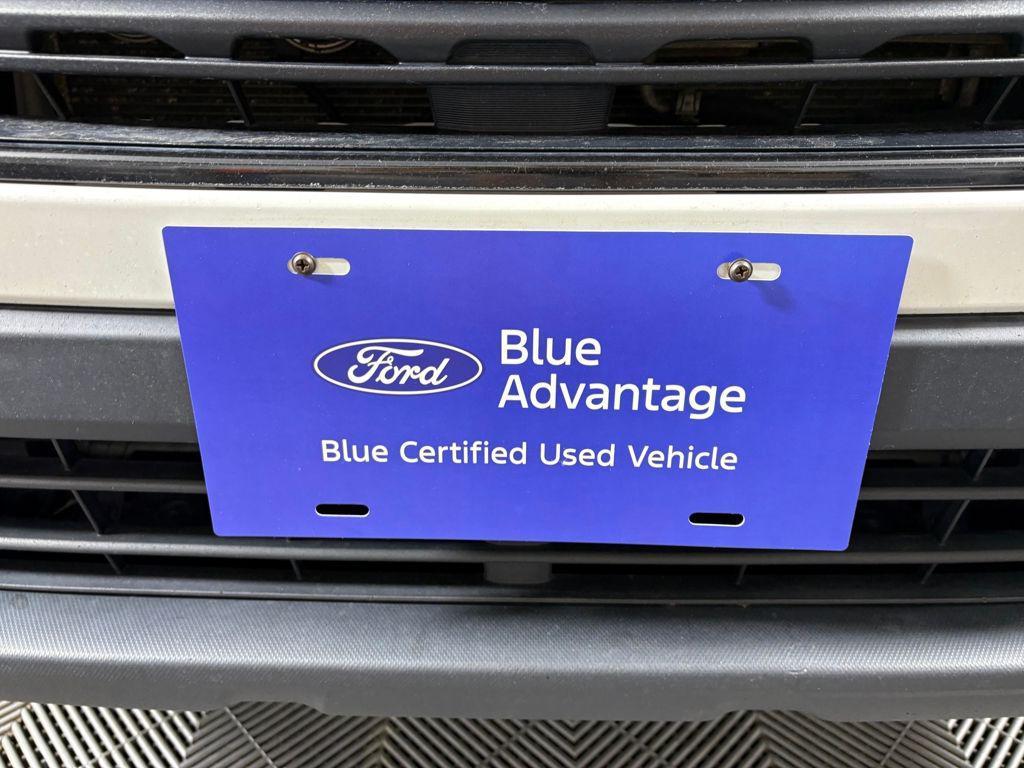 Ford
Blue
Advantage
Blue Certified Used Vehicle